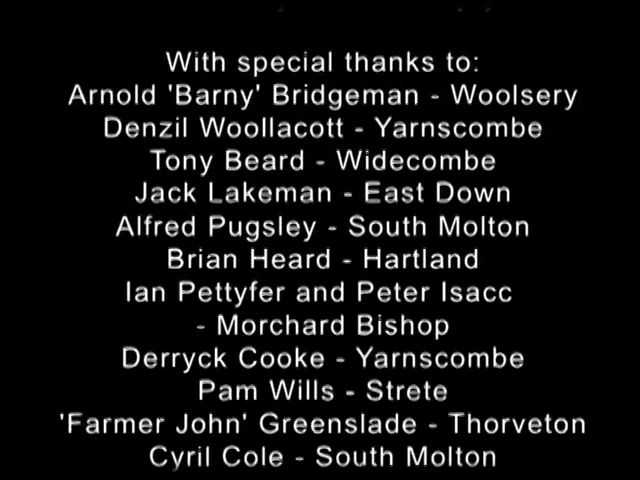 With special thanks to:
Arnold 'Barny' Bridgeman - Woolsery
Denzil Woollacott - Yarnscombe
Tony Beard - Widecombe
Jack Lakeman - East Down
Alfred Pugsley - South Molton
Brian Heard - Hartland
Ian Pettyfer and Peter Isacc
- Morchard Bishop
Derryck Cooke - Yarnscombe
Pam Wills - Strete
'Farmer John' Greenslade - Thorveton
Cyril Cole - South Molton